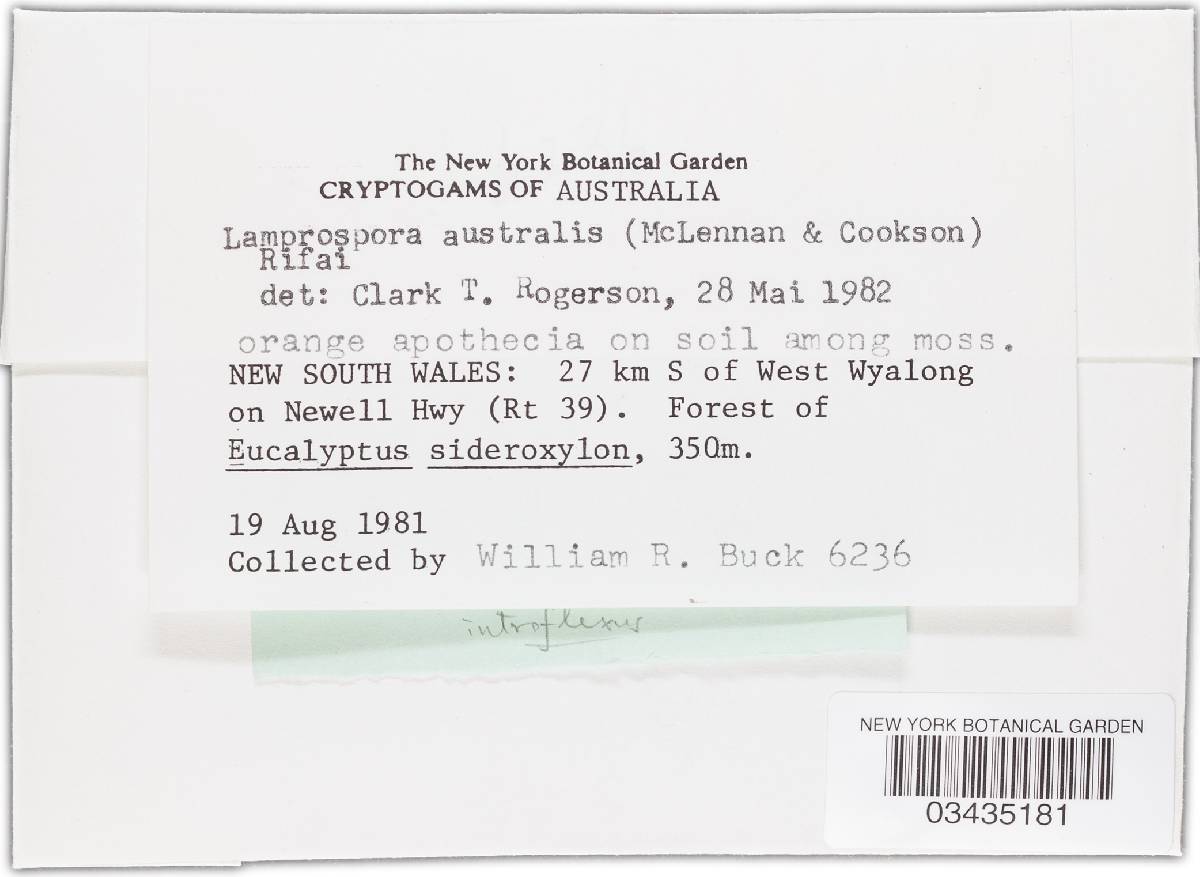 The New York Botanical Garden
CRYPTOGAMS OF AUSTRALIA
Lamprospora australis (McLennan & Cookson)
Rifai
det: Clark T. Rogerson, 28 Mai 1982
orange apothecia on soil among moss.
NEW SOUTH WALES: 27 km S of West Wyalong
on Newell Hwy (Rt 39). Forest of
Eucalyptus sideroxylon, 350m.
19 Aug 1981
Collected by William R. Buck 6236
introflexus
NEW YORK BOTANICAL GARDEN
03435181